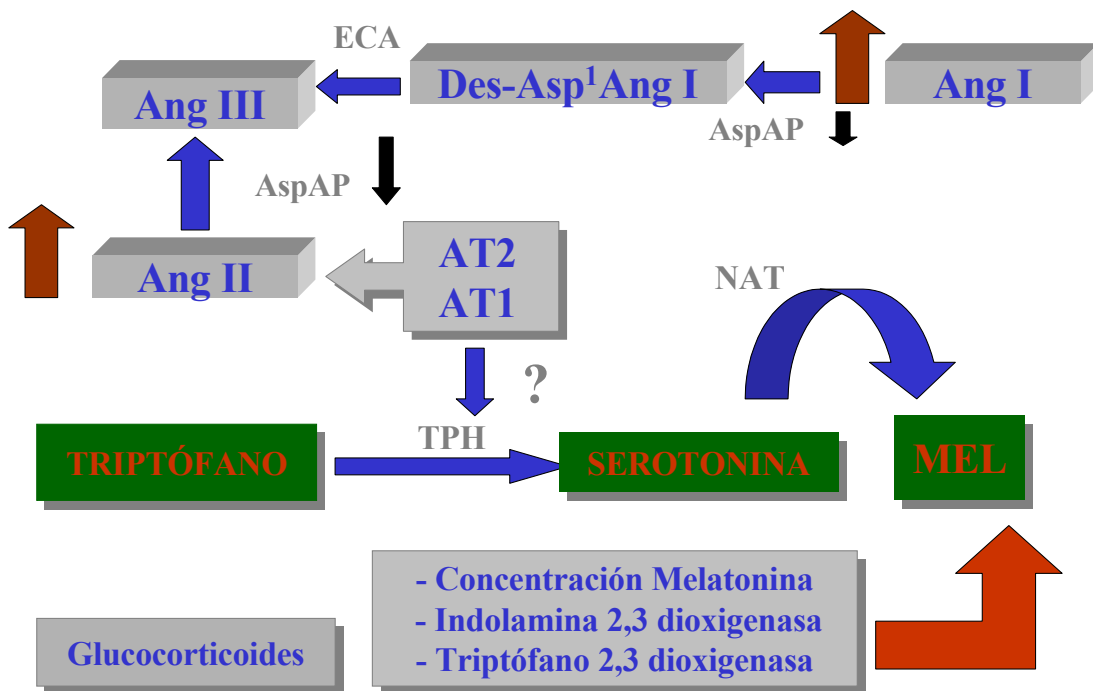 ECA
Ang III
Des-Asp¹Ang I
Ang I
AspAP
AspAP
Ang II
AT2
AT1
NAT
?
TPH
TRIPTÓFANO
SEROTONINA
MEL
- Concentración Melatonina
- Indolamina 2,3 dioxigenasa
- Triptófano 2,3 dioxigenasa
Glucocorticoides